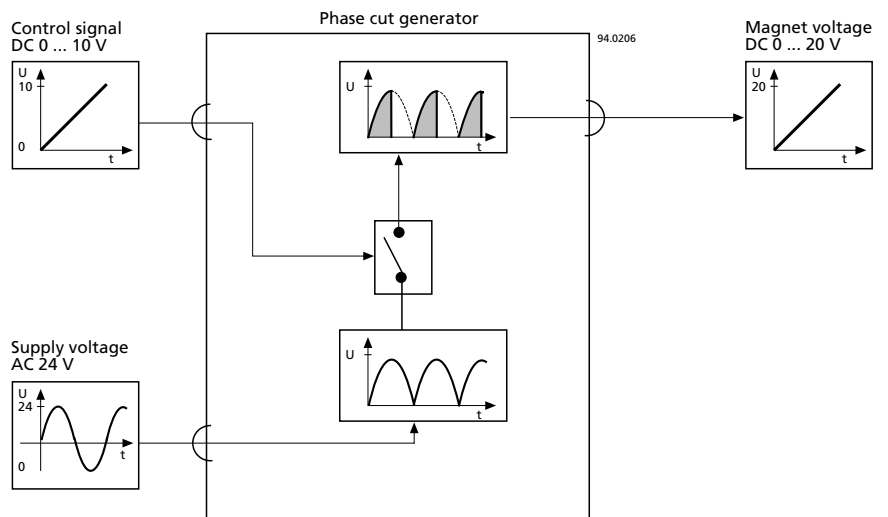 Phase cut generator
94.0206
Control signal
DC 0 ... 10 V
U
10
0
t
U
t
Magnet voltage
DC 0 ... 20 V
U
20
t
U
t
Supply voltage
AC 24 V
U
24
0
t